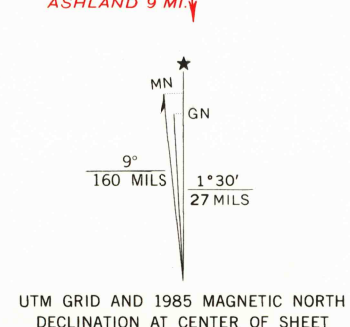 ASHLAND 9 MI.
★
MN
GN
9°
160 MILS
1°30′
27 MILS
UTM GRID AND 1985 MAGNETIC NORTH
DECLINATION AT CENTER OF SHEET